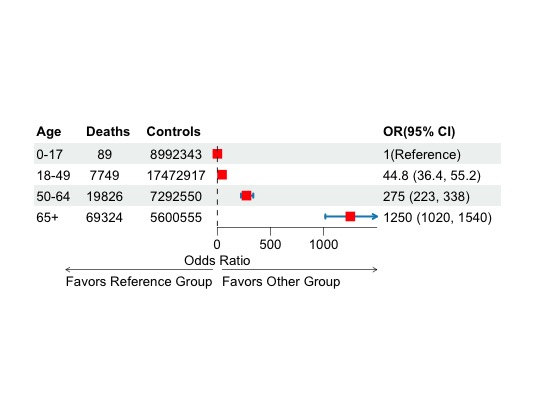 Age Deaths Controls OR(95% CI)
0-17 89 8992343 1(Reference)
18-49 7749 17472917 44.8 (36.4, 55.2)
50-64 19826 7292550 275 (223, 338)
65+ 69324 5600555 1250 (1020, 1540)
0 500 1000
Odds Ratio
Favors Reference Group Favors Other Group